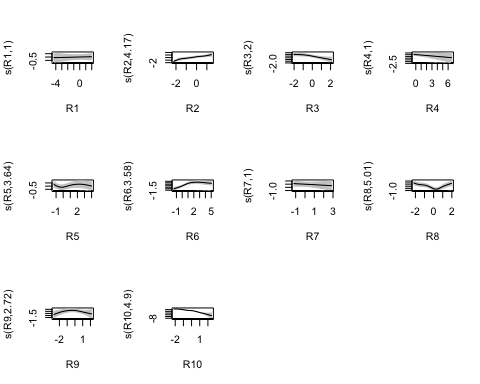 s(R1,1)
-0.5
-4 0
R1
s(R2,4.17)
-2
-2 0
R2
s(R3,2)
-2.0
-2 0 2
R3
s(R4,1)
-2.5
0 3 6
R4
s(R5,3.64)
-0.5
-1 2
R5
s(R6,3.58)
-1.5
-1 2 5
R6
s(R7,1)
-1.0
-1 1 3
R7
s(R8,5.01)
-1.0
-2 0 2
R8
s(R9,2.72)
-1.5
-2 1
R9
s(R10,4.9)
-8
-2 1
R10